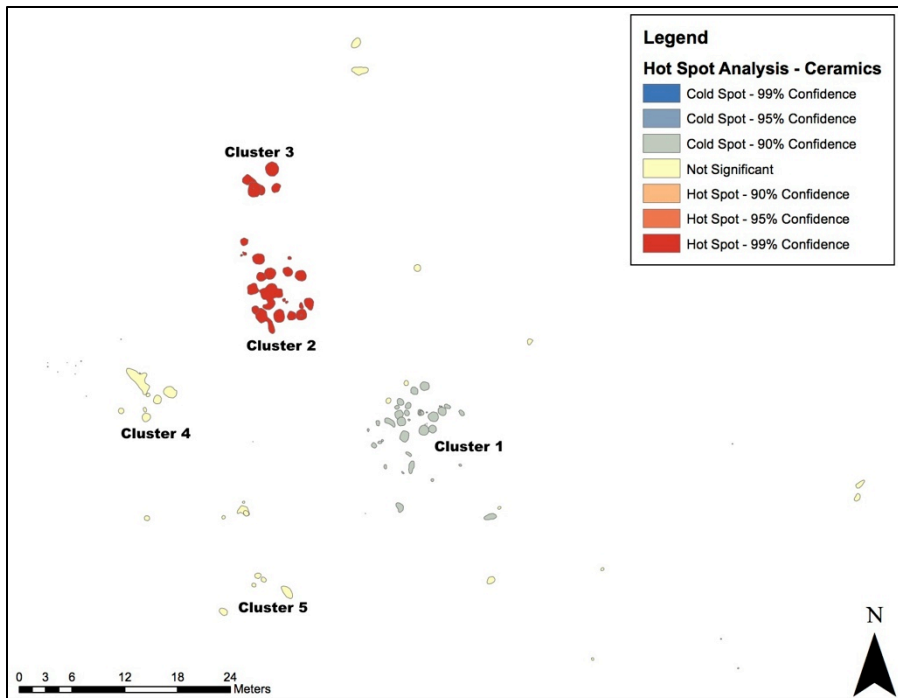 Legend
Hot Spot Analysis - Ceramics
Cold Spot - 99% Confidence
Cold Spot - 95% Confidence
Cold Spot - 90% Confidence
Not Significant
Hot Spot - 90% Confidence
Hot Spot - 95% Confidence
Hot Spot - 99% Confidence
Cluster 3
Cluster 2
Cluster 4
Cluster 1
Cluster 5
N
0 3 6 12 18 24
Meters